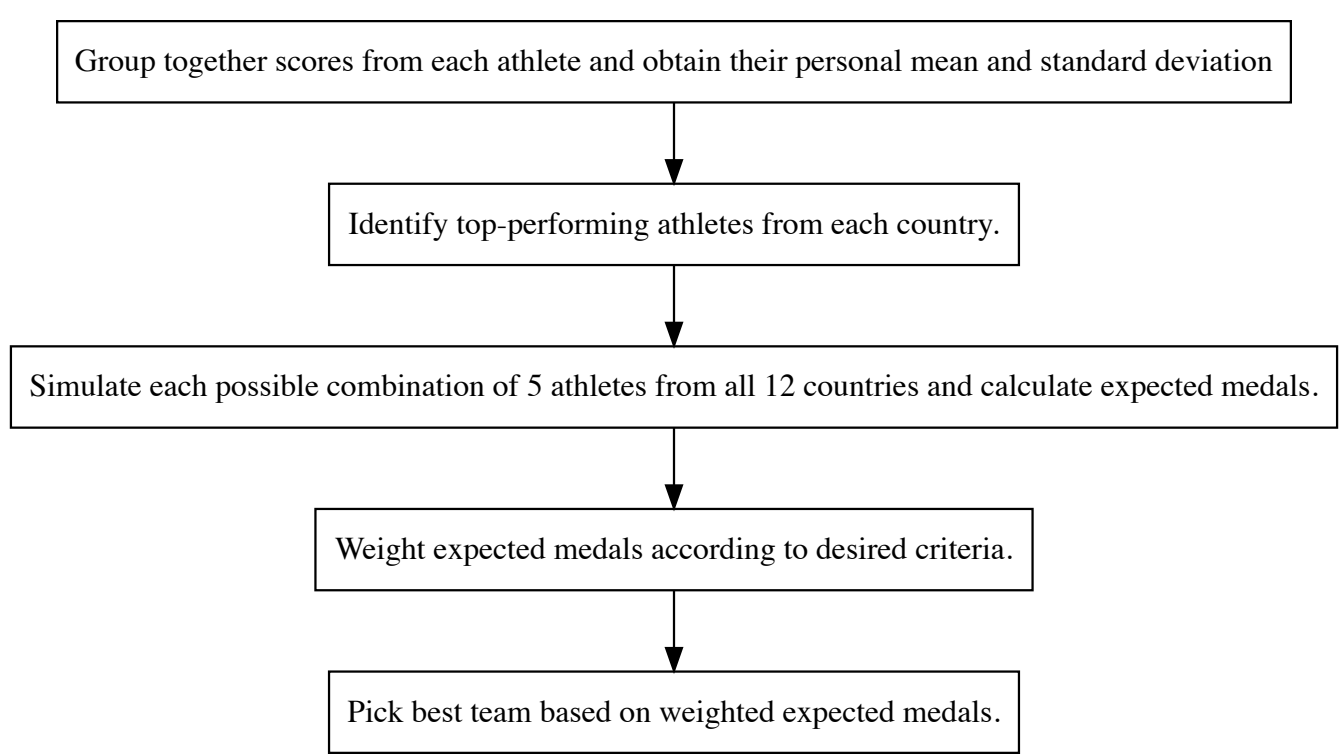 Group together scores from each athlete and obtain their personal mean and standard deviation
Identify top-performing athletes from each country.
Simulate each possible combination of 5 athletes from all 12 countries and calculate expected medals.
Weight expected medals according to desired criteria.
Pick best team based on weighted expected medals.